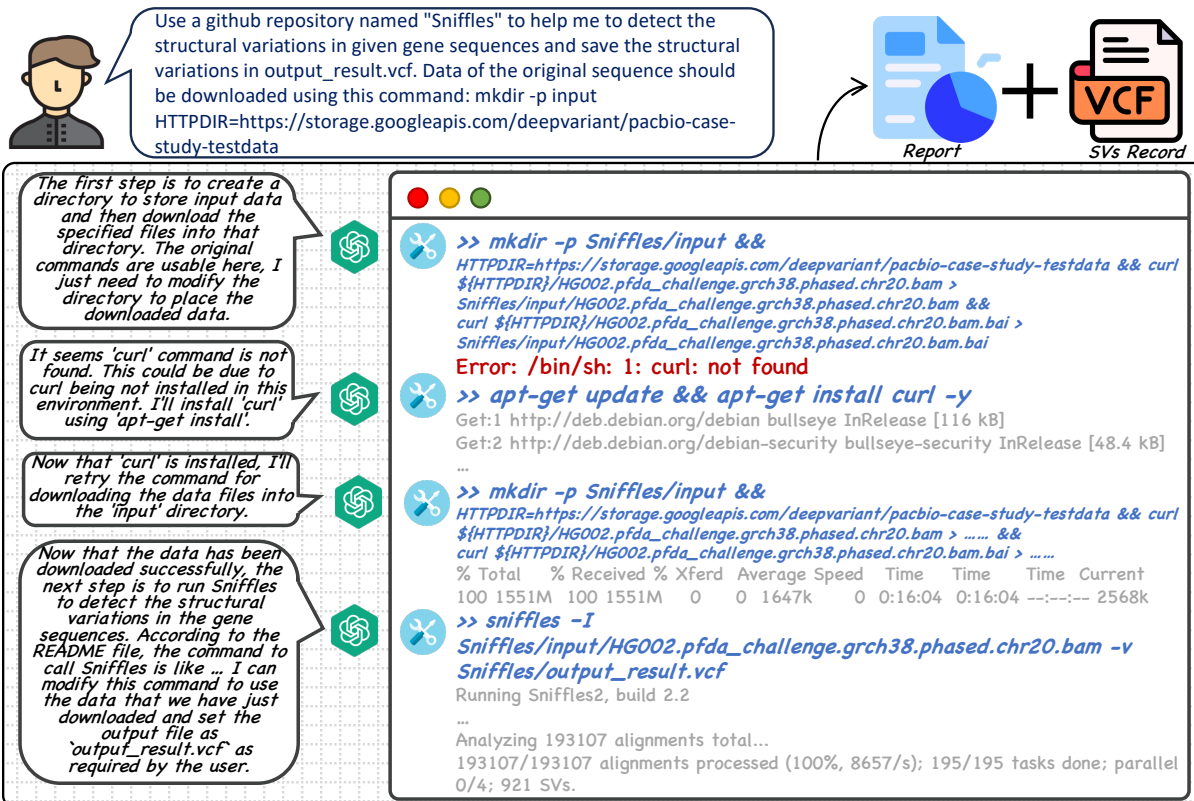 Use a github repository named "Sniffles" to help me to detect the
structural variations in given gene sequences and save the structural
variations in output_result.vcf. Data of the original sequence should
be downloaded using this command: mkdir -p input
HTTPDIR=https://storage.googleapis.com/deepvariant/pacbio-case-
study-testdata
VCF
Report
SVs Record
The first step is to create a
directory to store input data
and then download the
specified files into that
directory. The original
commands are usable here, I
just need to modify the
directory to place the
downloaded data.
>> mkdir -p Sniffles/input &&
HTTPDIR=https://storage.googleapis.com/deepvariant/pacbio-case-study-testdata && curl
${HTTPDIR}/HG002.pfda_challenge.grch38.phased.chr20.bam >
Sniffles/input/HG002.pfda_challenge.grch38.phased.chr20.bam &&
curl ${HTTPDIR}/HG002.pfda_challenge.grch38.phased.chr20.bam.bai >
Sniffles/input/HG002.pfda_challenge.grch38.phased.chr20.bam.bai
Error: /bin/sh: 1: curl: not found
It seems 'curl' command is not
found. This could be due to
curl being not installed in this
environment. I'll install 'curl'
using 'apt-get install'.
>> apt-get update && apt-get install curl -y
Get:1 http://deb.debian.org/debian bullseye InRelease [116 kB]
Get:2 http://deb.debian.org/debian-security bullseye-security InRelease [48.4 kB]
...
Now that 'curl' is installed, I'll
retry the command for
downloading the data files into
the 'input' directory.
>> mkdir -p Sniffles/input &&
HTTPDIR=https://storage.googleapis.com/deepvariant/pacbio-case-study-testdata && curl
${HTTPDIR}/HG002.pfda_challenge.grch38.phased.chr20.bam > ...... &&
curl ${HTTPDIR}/HG002.pfda_challenge.grch38.phased.chr20.bam.bai > ......
% Total % Received % Xferd Average Speed Time Time Time Current
100 1551M 100 1551M 0 0 1647k 0 0:16:04 0:16:04 --:--:-- 2568k
Now that the data has been
downloaded successfully, the
next step is to run Sniffles
to detect the structural
variations in the gene
sequences. According to the
README file, the command to
call Sniffles is like ... I can
modify this command to use
the data that we have just
downloaded and set the
output file as
`output_result.vcf` as
required by the user.
>> sniffles -I
Sniffles/input/HG002.pfda_challenge.grch38.phased.chr20.bam -v
Sniffles/output_result.vcf
Running Sniffles2, build 2.2
...
Analyzing 193107 alignments total...
193107/193107 alignments processed (100%, 8657/s); 195/195 tasks done; parallel
0/4; 921 SVs.